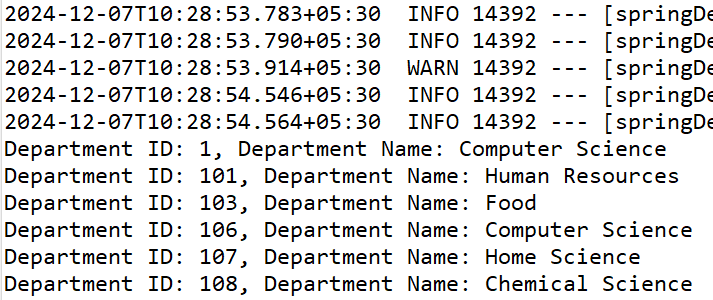 2024-12-07T10:28:53.783+05:30 INFO 14392 --- [springDe
2024-12-07T10:28:53.790+05:30 INFO 14392 --- [springDe
2024-12-07T10:28:53.914+05:30 WARN 14392 --- [springDe
2024-12-07T10:28:54.546+05:30 INFO 14392 --- [springDe
2024-12-07T10:28:54.564+05:30 INFO 14392 --- [springDe
Department ID: 1, Department Name: Computer Science
Department ID: 101, Department Name: Human Resources
Department ID: 103, Department Name: Food
Department ID: 106, Department Name: Computer Science
Department ID: 107, Department Name: Home Science
Department ID: 108, Department Name: Chemical Science